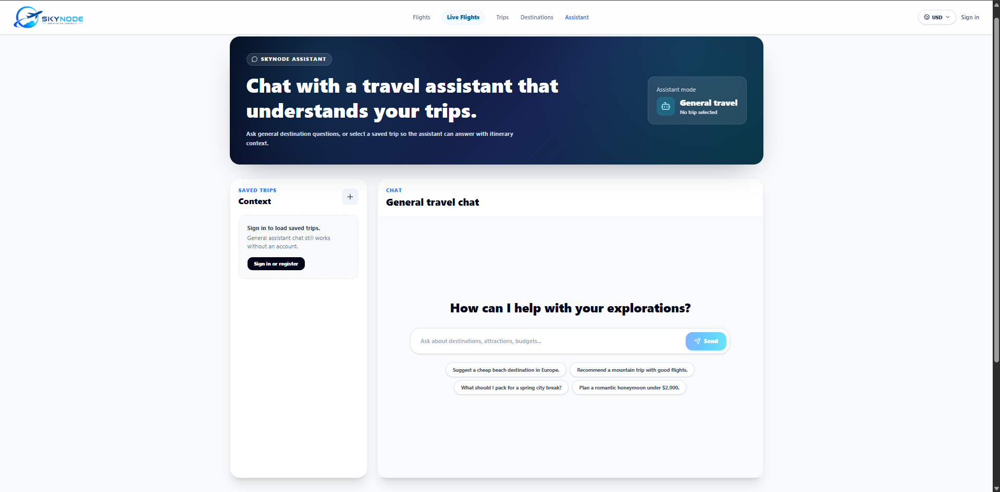 SKYNODE
Flights
Live Flights
Trips
Destinations
Assistant
USD
Sign in
SKYNODE ASSISTANT
Chat with a travel assistant that
understands your trips.
Ask general destination questions, or select a saved trip so the assistant can answer with itinerary
context.
Assistant mode
General travel
No trip selected
SAVED TRIPS
Context
Sign in to load saved trips.
General assistant chat still works
without an account.
Sign in or register
CHAT
General travel chat
How can I help with your explorations?
Ask about destinations, attractions, budgets...
Send
Suggest a cheap beach destination in Europe.
Recommend a mountain trip with good flights.
What should I pack for a spring city break?
Plan a romantic honeymoon under $2,000.